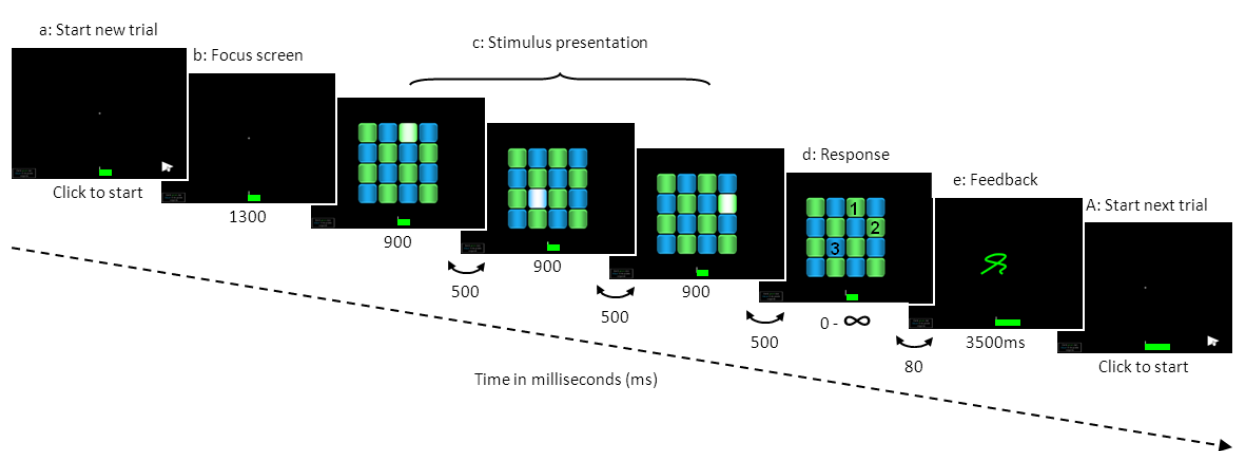 a: Start new trial
b: Focus screen
c: Stimulus presentation
d: Response
e: Feedback
A: Start next trial
Click to start
1300
900
900
900
500
500
500
1
2
3
0 - ∞
80
3500ms
Click to start
Time in milliseconds (ms)